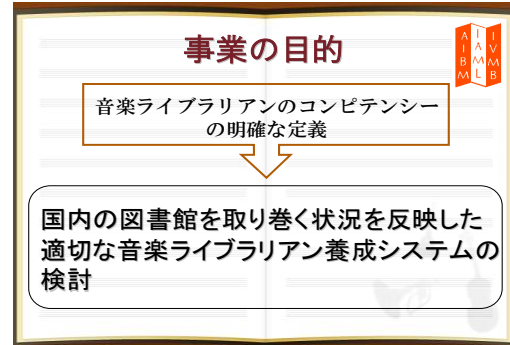 事業の目的
A I B M
I A M L
I V M B
音楽ライブラリアンのコンピテンシー
の明確な定義
国内の図書館を取り巻く状況を反映した
適切な音楽ライブラリアン養成システムの
検討